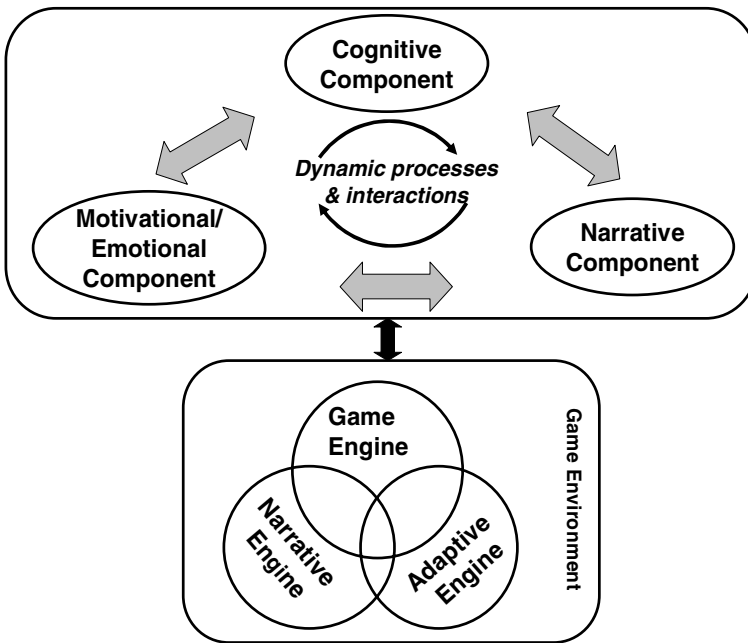 Cognitive
Component
Dynamic processes
& interactions
Motivational/
Emotional
Component
Narrative
Component
Game
Engine
Narrative
Engine
Adaptive
Engine
Game Environment